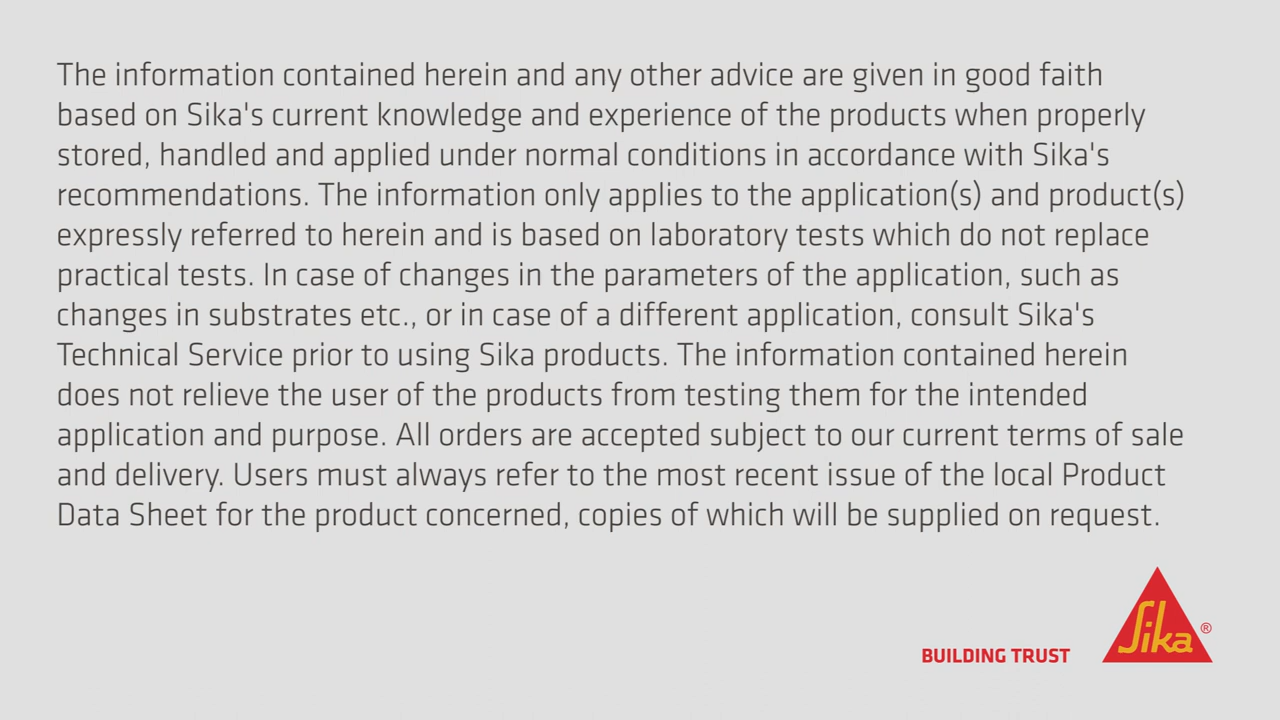 The information contained herein and any other advice are given in good faith
based on Sika's current knowledge and experience of the products when properly
stored, handled and applied under normal conditions in accordance with Sika's
recommendations. The information only applies to the application(s) and product(s)
expressly referred to herein and is based on laboratory tests which do not replace
practical tests. In case of changes in the parameters of the application, such as
changes in substrates etc., or in case of a different application, consult Sika's
Technical Service prior to using Sika products. The information contained herein
does not relieve the user of the products from testing them for the intended
application and purpose. All orders are accepted subject to our current terms of sale
and delivery. Users must always refer to the most recent issue of the local Product
Data Sheet for the product concerned, copies of which will be supplied on request.
BUILDING TRUST
Sika®